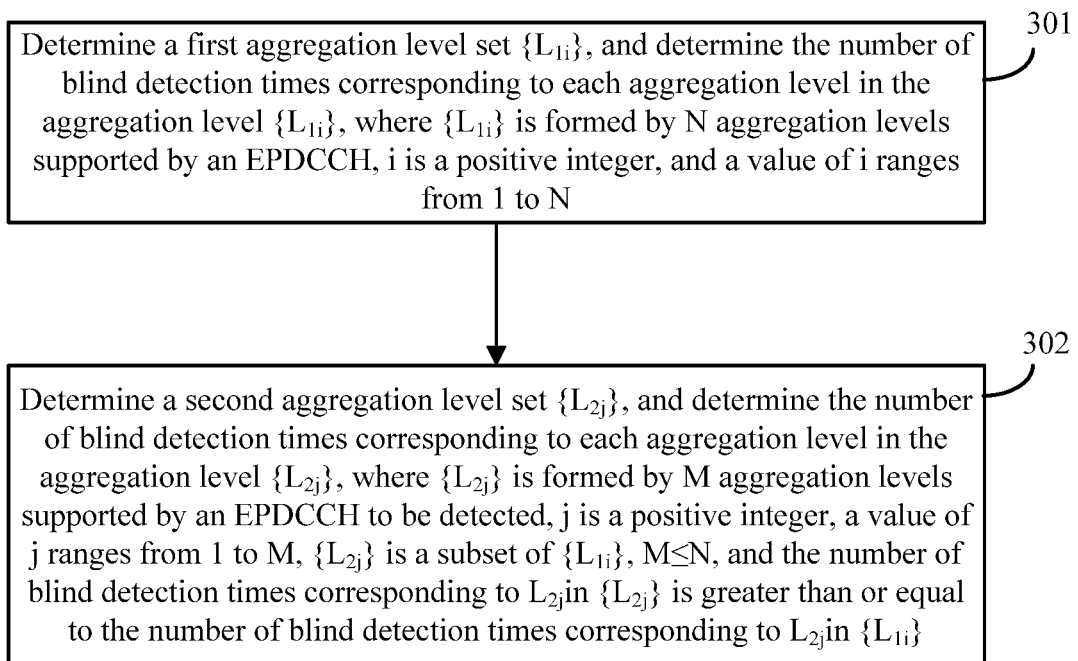 301
Determine a first aggregation level set {L₁ᵢ}, and determine the number of
blind detection times corresponding to each aggregation level in the
aggregation level {L₁ᵢ}, where {L₁ᵢ} is formed by N aggregation levels
supported by an EPDCCH, i is a positive integer, and a value of i ranges
from 1 to N
302
Determine a second aggregation level set {L₂ⱼ}, and determine the number
of blind detection times corresponding to each aggregation level in the
aggregation level {L₂ⱼ}, where {L₂ⱼ} is formed by M aggregation levels
supported by an EPDCCH to be detected, j is a positive integer, a value of
j ranges from 1 to M, {L₂ⱼ} is a subset of {L₁ᵢ}, M≤N, and the number of
blind detection times corresponding to L₂ⱼin {L₂ⱼ} is greater than or equal
to the number of blind detection times corresponding to L₂ⱼin {L₁ᵢ}